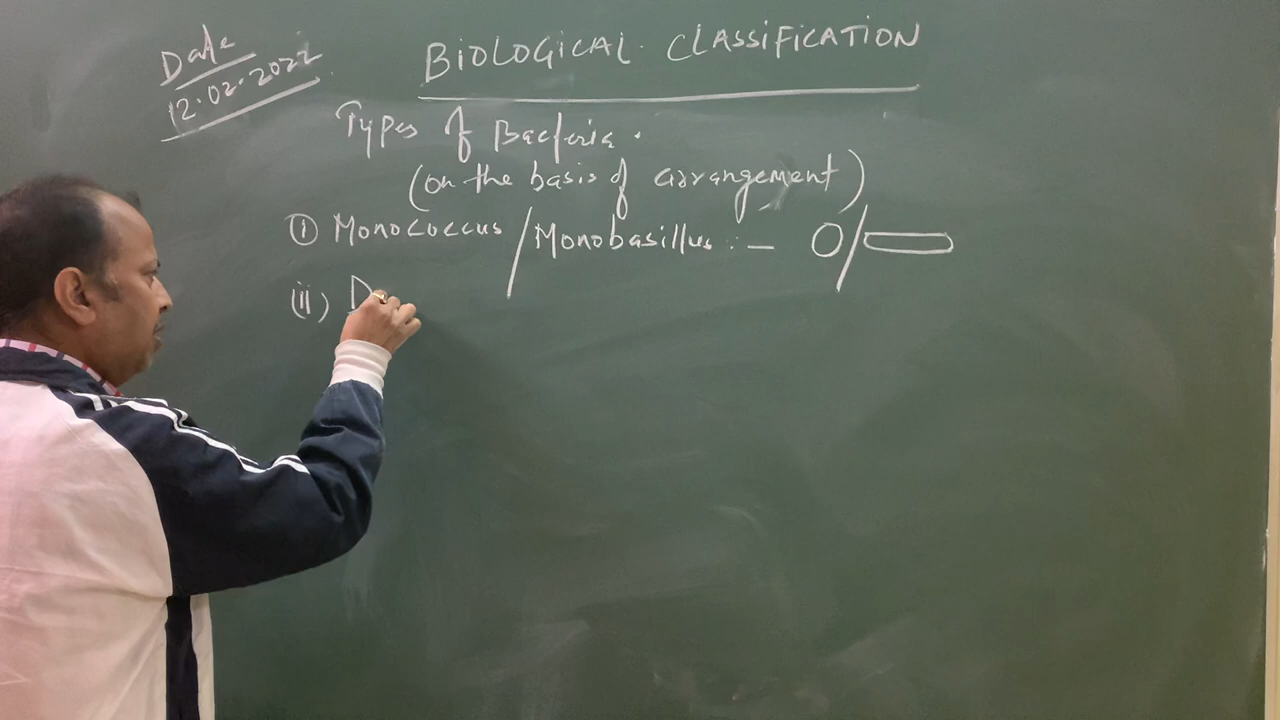 Date
12.02.2022
BIOLOGICAL CLASSIFICATION
Types of Bacteria.
(on the basis of arrangement)
(i) Monococcus / Monobasillus :-
(ii) D